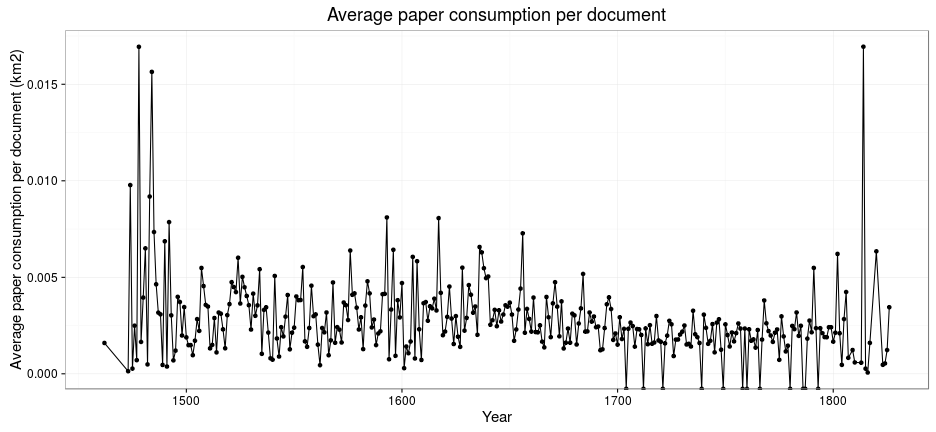 Average paper consumption per document
Average paper consumption per document (km2)
0.015
0.010
0.005
0.000
1500 1600 1700 1800
Year